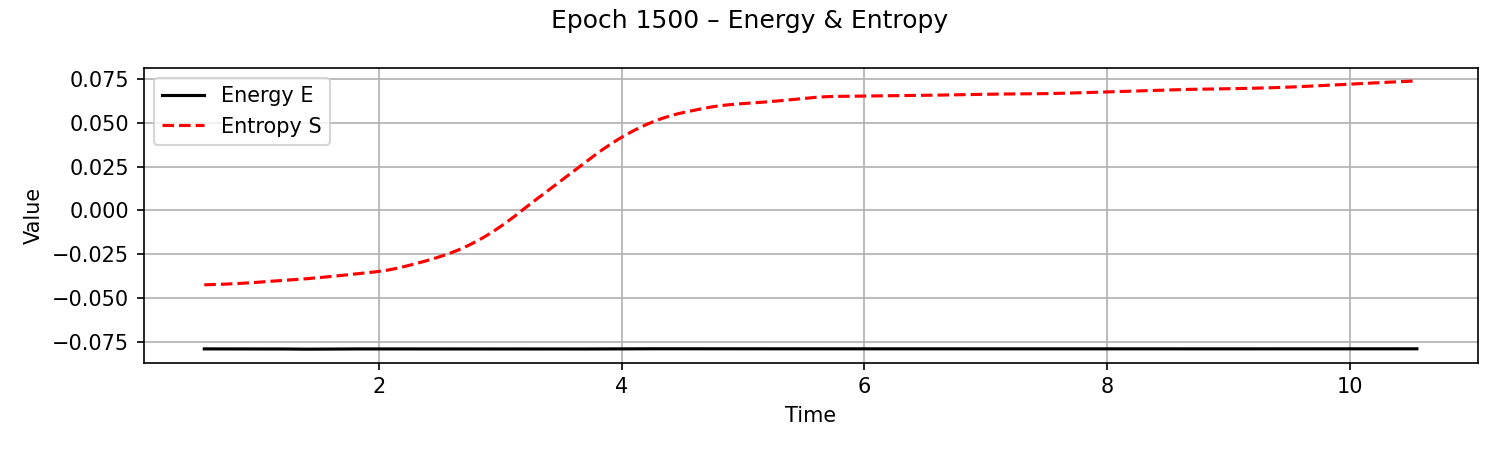 Epoch 1500 – Energy & Entropy
Energy E
Entropy S
Value
0.075
0.050
0.025
0.000
−0.025
−0.050
−0.075
2 4 6 8 10
Time